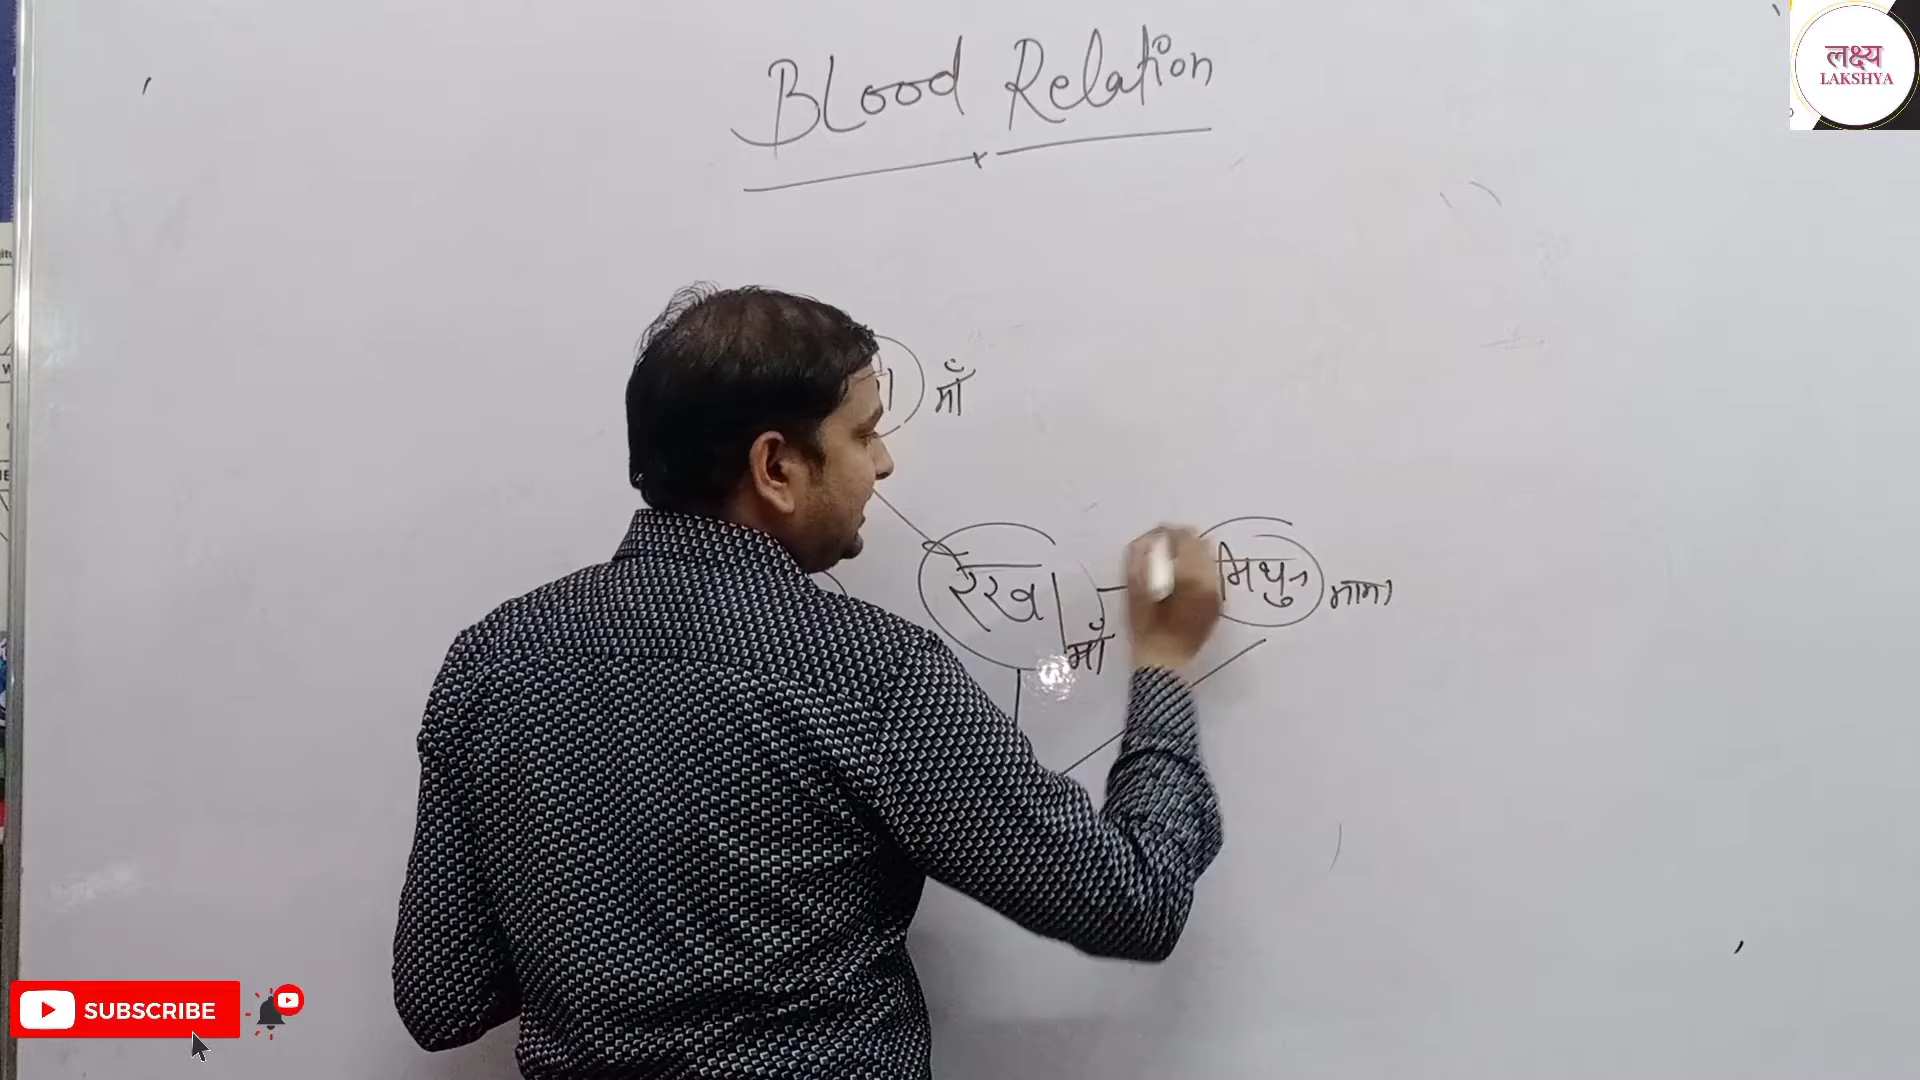 Blood Relation
लक्ष्य
LAKSHYA
माँ
रेखा
मिथुन
मामा
माँ
SUBSCRIBE